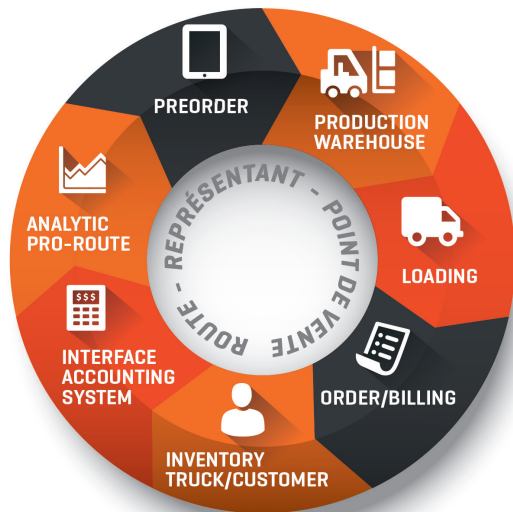 PREORDER
PRODUCTION
WAREHOUSE
LOADING
ORDER/BILLING
INVENTORY
TRUCK/CUSTOMER
INTERFACE
ACCOUNTING
SYSTEM
$$$
ANALYTIC
PRO-ROUTE
ROUTE - REPRÉSENTANT - POINT DE VENTE